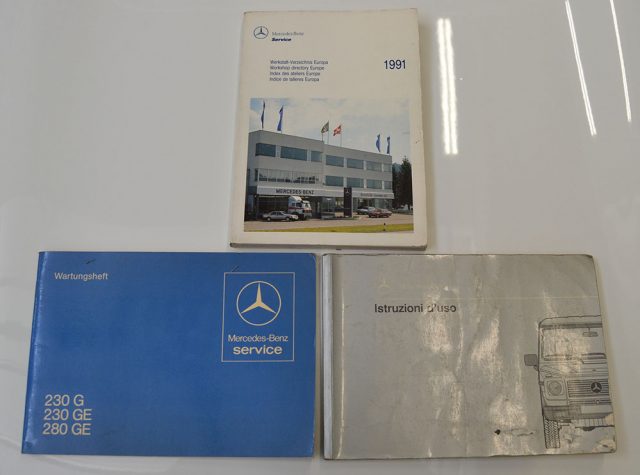 Mercedes-Benz
Service
Werkstatt-Verzeichnis Europa
Workshop directory Europe
Index des ateliers Europe
Indice de talleres Europa
1991
MERCEDES-BENZ
Wartungsheft
Mercedes-Benz
service
230 G
230 GE
280 GE
Istruzioni d'uso